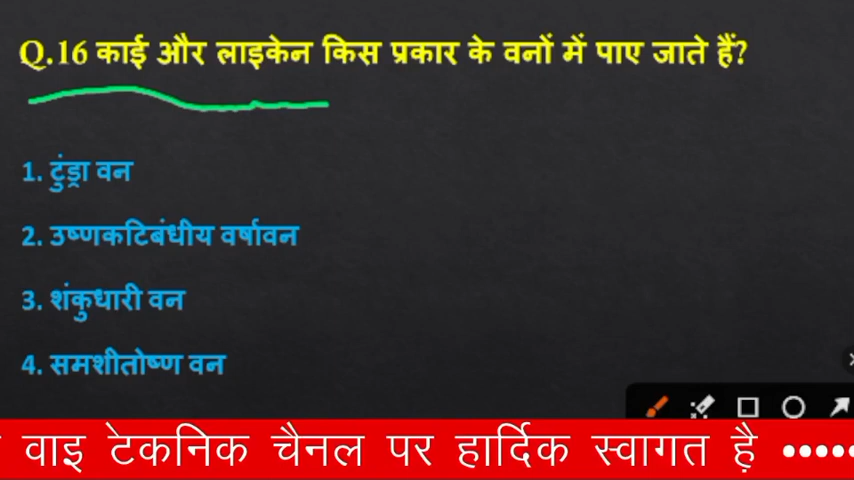 Q.16 काई और लाइकेन किस प्रकार के वनों में पाए जाते हैं?
1. टुंड्रा वन
2. उष्णकटिबंधीय वर्षावन
3. शंकुधारी वन
4. समशीतोष्ण वन
वाइ टेकनिक चैनल पर हार्दिक स्वागत है़ •••••